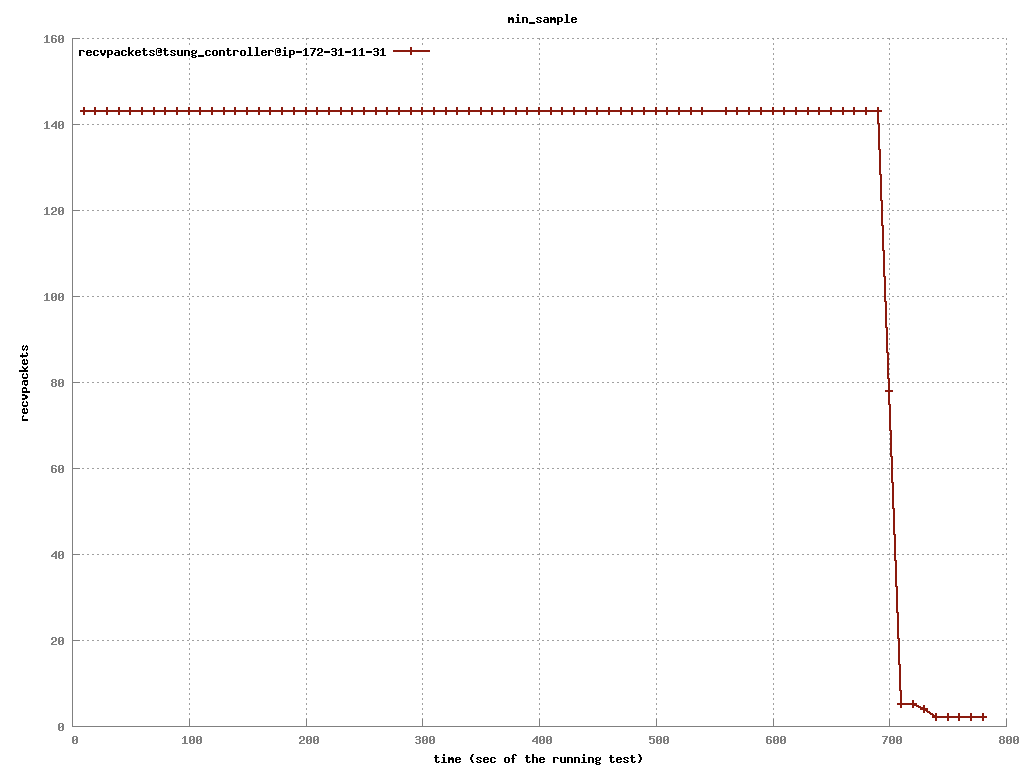 min_sample
160
recvpackets@tsung_controller@ip-172-31-11-31
140
120
100
80
recvpackets
60
40
20
0
0 100 200 300 400 500 600 700 800
time (sec of the running test)